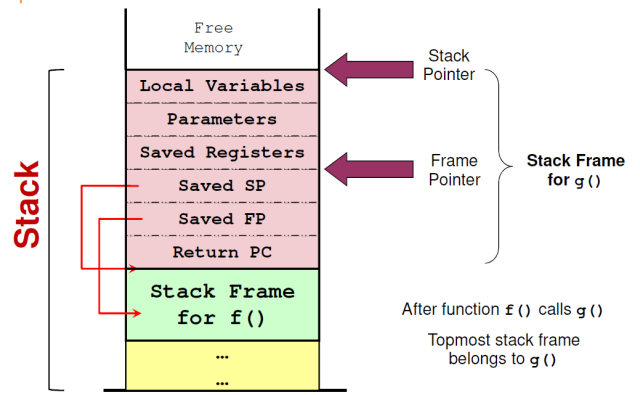 Free
Memory
Stack
Pointer
Local Variables
Parameters
Saved Registers
Frame
Pointer
Stack Frame
for g()
Saved SP
Saved FP
Return PC
Stack
Stack Frame
for f()
After function f() calls g()
Topmost stack frame
belongs to g()
...
...